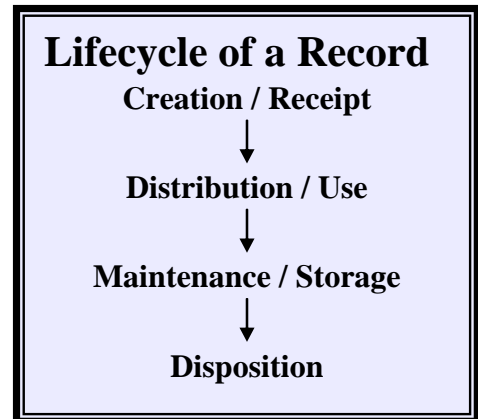 Lifecycle of a Record
Creation / Receipt
Distribution / Use
Maintenance / Storage
Disposition